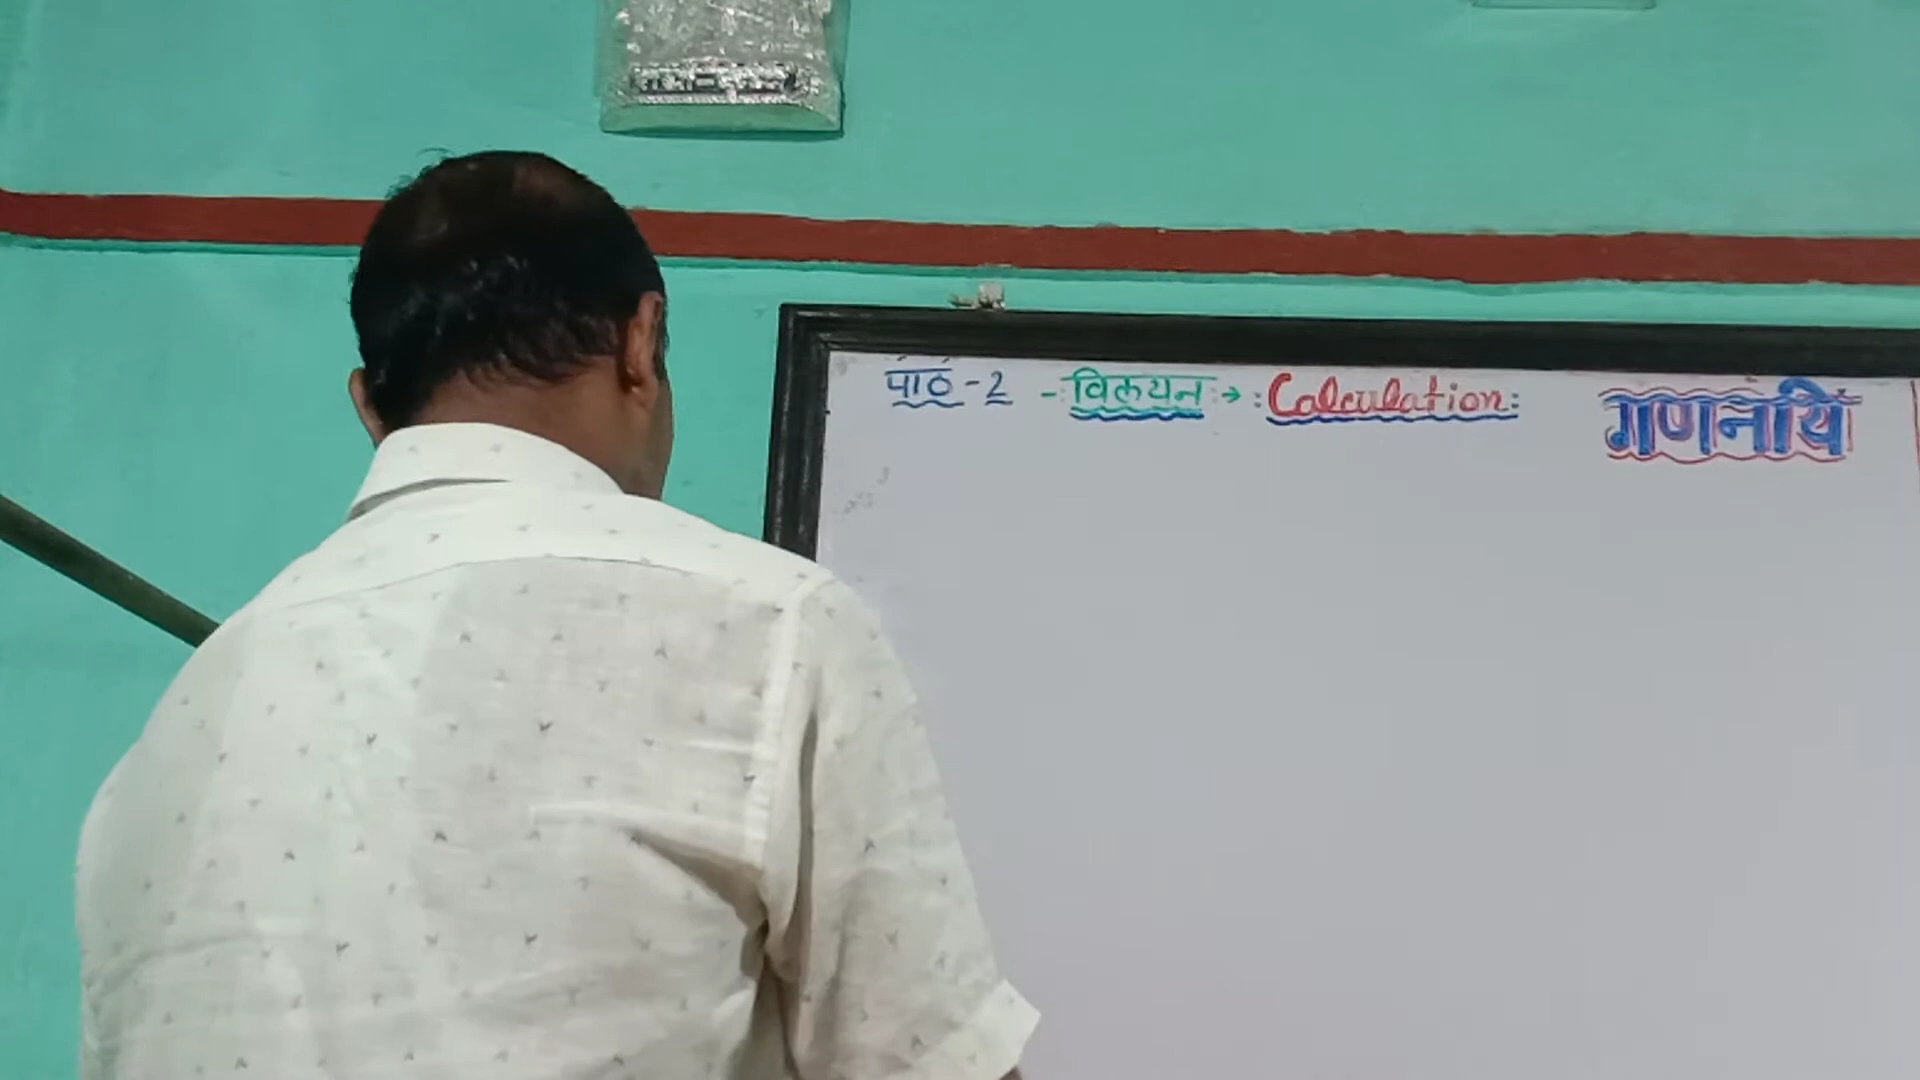 पाठ - 2 - विलयन → : Calculation : गणनायें